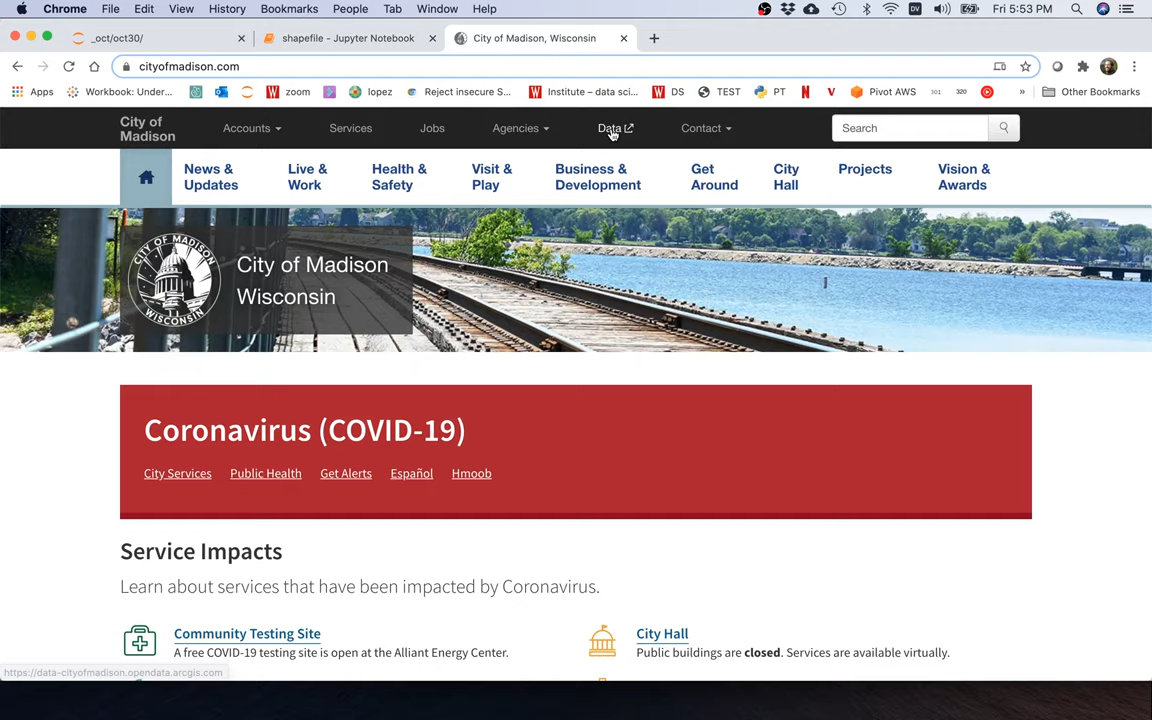 Chrome File Edit View History Bookmarks People Tab Window Help DV Fri 5:53 PM
_oct/oct30/ shapefile - Jupyter Notebook City of Madison, Wisconsin
cityofmadison.com
Apps Workbook: Under... zoom lopez Reject insecure S... Institute – data sci... DS TEST PT Pivot AWS 301 320 » Other Bookmarks
City of
Madison
Accounts Services Jobs Agencies Data Contact Search
News &
Updates
Live &
Work
Health &
Safety
Visit &
Play
Business &
Development
Get
Around
City
Hall
Projects
Vision &
Awards
CITY OF MADISON WISCONSIN
City of Madison
Wisconsin
Coronavirus (COVID-19)
City Services Public Health Get Alerts Español Hmoob
Service Impacts
Learn about services that have been impacted by Coronavirus.
Community Testing Site
A free COVID-19 testing site is open at the Alliant Energy Center.
City Hall
Public buildings are closed. Services are available virtually.
https://data-cityofmadison.opendata.arcgis.com